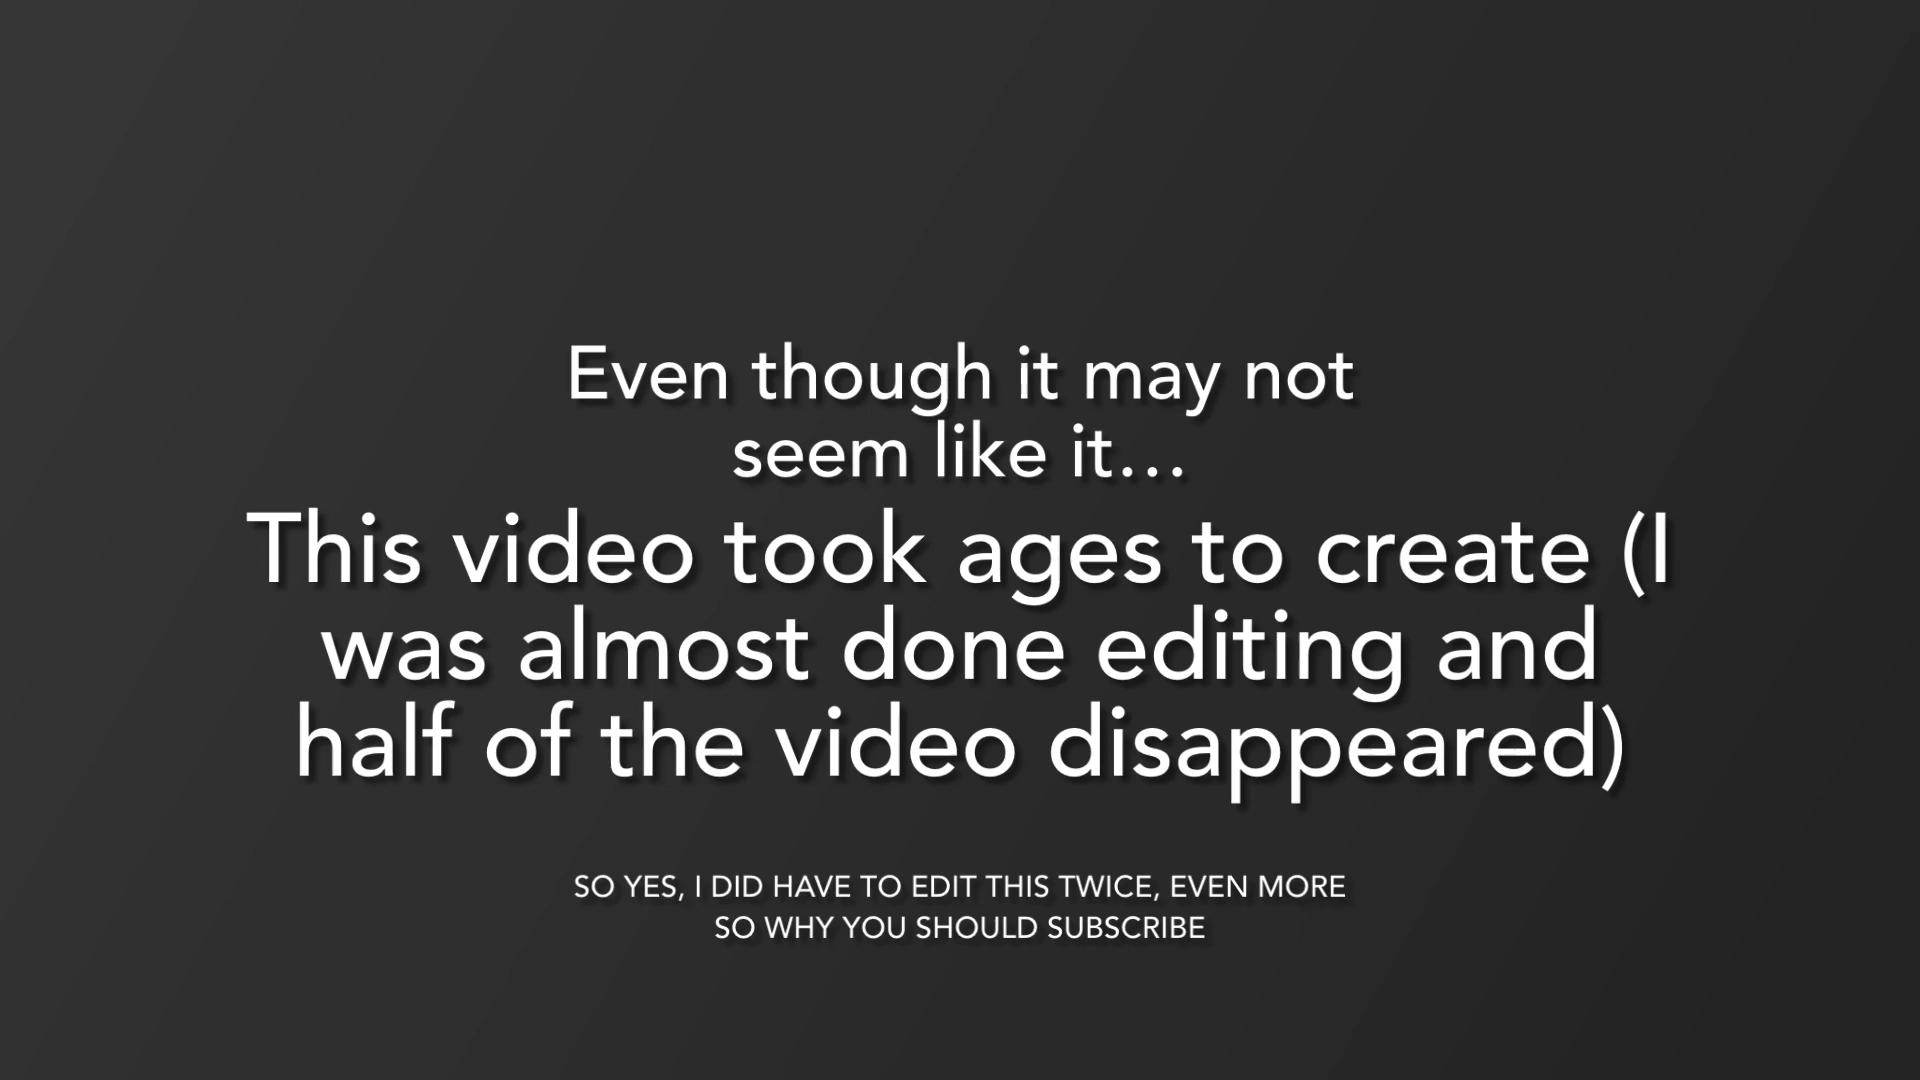 Even though it may not
seem like it...
This video took ages to create (I
was almost done editing and
half of the video disappeared)
SO YES, I DID HAVE TO EDIT THIS TWICE, EVEN MORE
SO WHY YOU SHOULD SUBSCRIBE